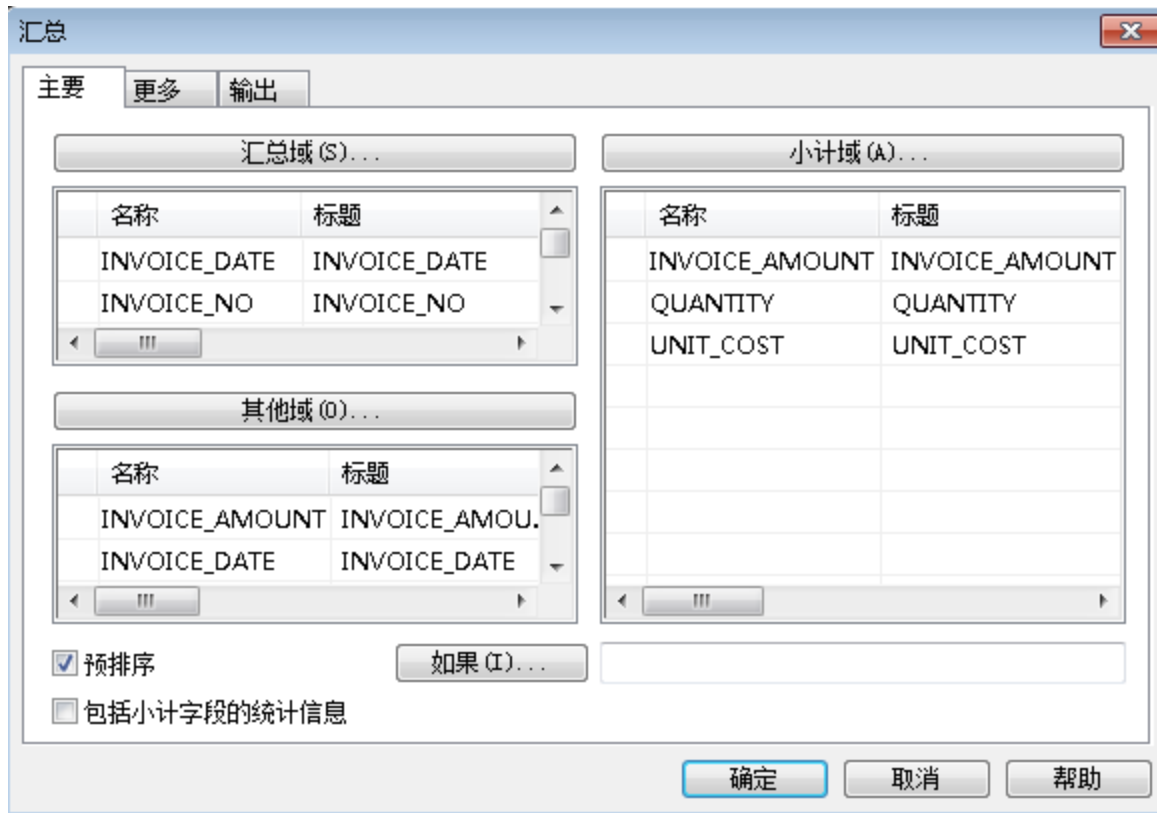 汇总
主要 更多 输出
汇总域(S)...
名称 标题
INVOICE_DATE INVOICE_DATE
INVOICE_NO INVOICE_NO
其他域(O)...
名称 标题
INVOICE_AMOUNT INVOICE_AMOU.
INVOICE_DATE INVOICE_DATE
小计域(A)...
名称 标题
INVOICE_AMOUNT INVOICE_AMOUNT
QUANTITY QUANTITY
UNIT_COST UNIT_COST
预排序 如果(I)...
包括小计字段的统计信息
确定 取消 帮助